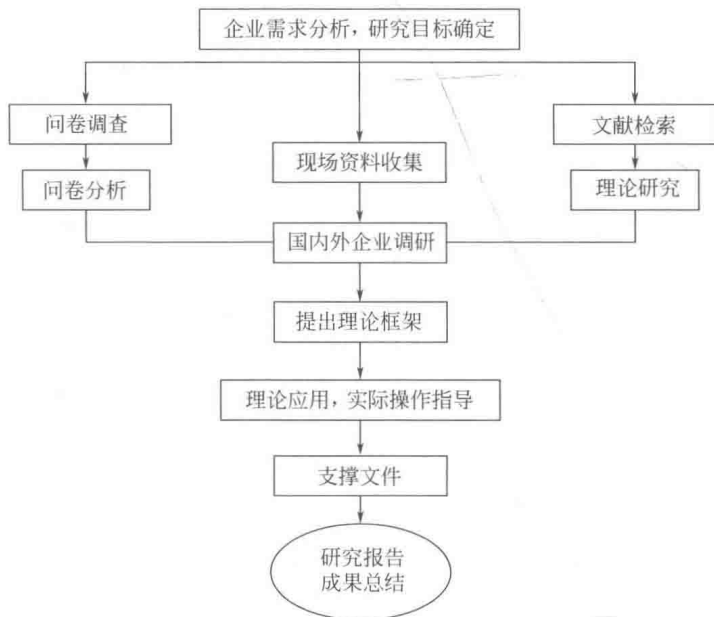 企业需求分析，研究目标确定
问卷调查
文献检索
现场资料收集
问卷分析
理论研究
国内外企业调研
提出理论框架
理论应用，实际操作指导
支撑文件
研究报告
成果总结